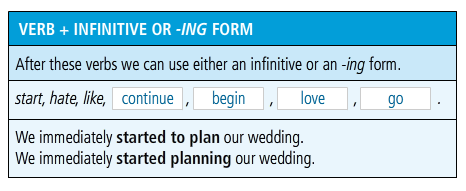 VERB + INFINITIVE OR -ING FORM
After these verbs we can use either an infinitive or an -ing form.
start, hate, like, continue , begin , love , go .
We immediately started to plan our wedding.
We immediately started planning our wedding.